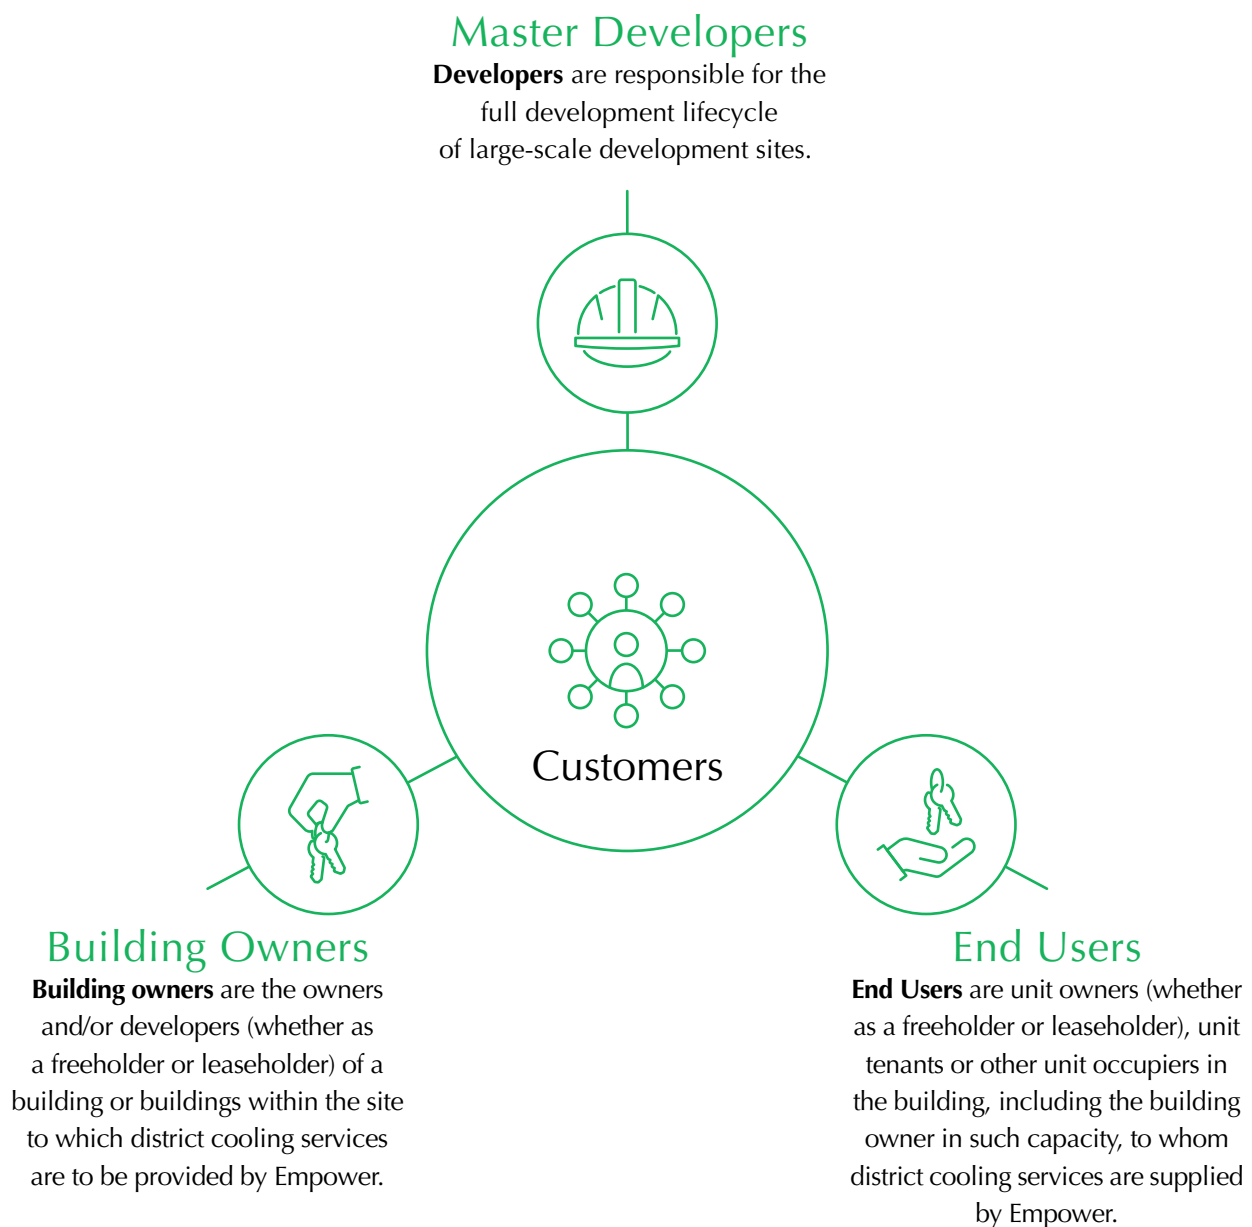 Master Developers
Developers are responsible for the
full development lifecycle
of large-scale development sites.
Customers
Building Owners
Building owners are the owners
and/or developers (whether as
a freeholder or leaseholder) of a
building or buildings within the site
to which district cooling services
are to be provided by Empower.
End Users
End Users are unit owners (whether
as a freeholder or leaseholder), unit
tenants or other unit occupiers in
the building, including the building
owner in such capacity, to whom
district cooling services are supplied
by Empower.